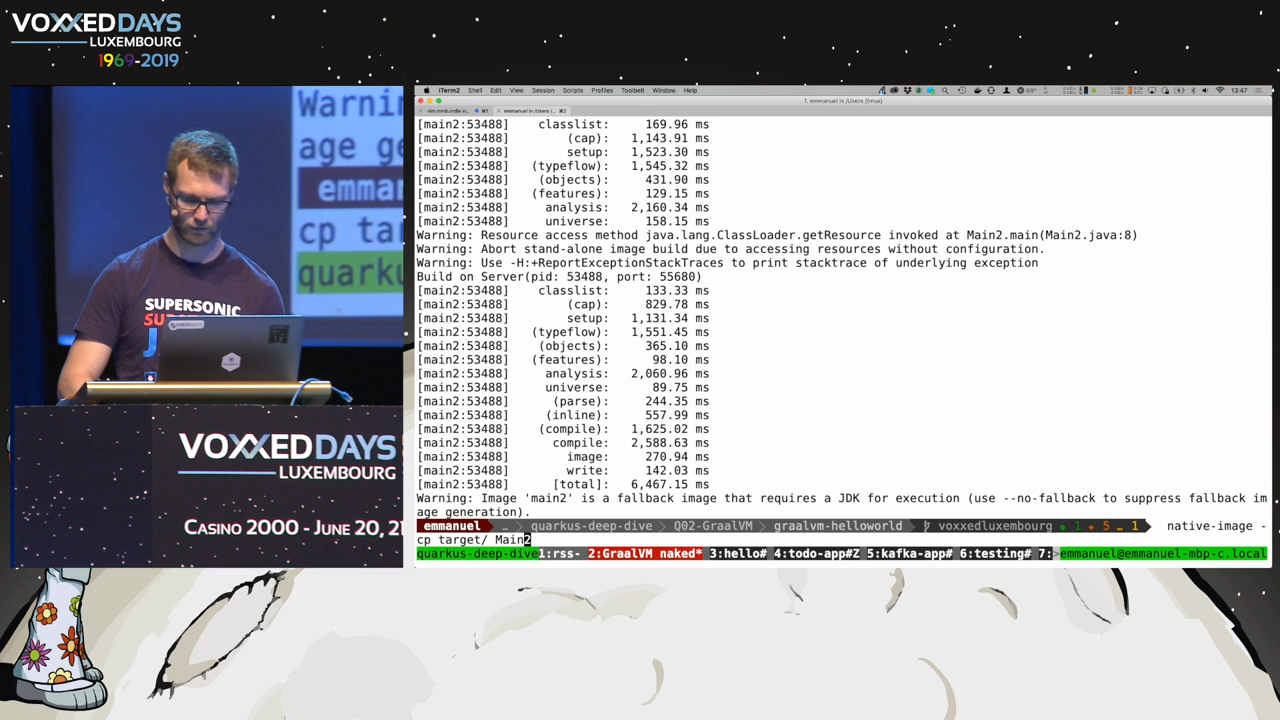 VOXXED DAYS
LUXEMBOURG
1969-2019
Warnin
age ge
emma
cp ta
quarku
SUPERSONIC
VOXXED DAYS
LUXEMBOURG
CASINO 2000 - JUNE 20, 2
iTerm2 Shell Edit View Session Scripts Profiles Toolbelt Window Help 13:47
1. emmanuel in /Users (tmux)
[main2:53488] classlist: 169.96 ms
[main2:53488] (cap): 1,143.91 ms
[main2:53488] setup: 1,523.30 ms
[main2:53488] (typeflow): 1,545.32 ms
[main2:53488] (objects): 431.90 ms
[main2:53488] (features): 129.15 ms
[main2:53488] analysis: 2,160.34 ms
[main2:53488] universe: 158.15 ms
Warning: Resource access method java.lang.ClassLoader.getResource invoked at Main2.main(Main2.java:8)
Warning: Abort stand-alone image build due to accessing resources without configuration.
Warning: Use -H:+ReportExceptionStackTraces to print stacktrace of underlying exception
Build on Server(pid: 53488, port: 55680)
[main2:53488] classlist: 133.33 ms
[main2:53488] (cap): 829.78 ms
[main2:53488] setup: 1,131.34 ms
[main2:53488] (typeflow): 1,551.45 ms
[main2:53488] (objects): 365.10 ms
[main2:53488] (features): 98.10 ms
[main2:53488] analysis: 2,060.96 ms
[main2:53488] universe: 89.75 ms
[main2:53488] (parse): 244.35 ms
[main2:53488] (inline): 557.99 ms
[main2:53488] (compile): 1,625.02 ms
[main2:53488] compile: 2,588.63 ms
[main2:53488] image: 270.94 ms
[main2:53488] write: 142.03 ms
[main2:53488] [total]: 6,467.15 ms
Warning: Image 'main2' is a fallback image that requires a JDK for execution (use --no-fallback to suppress fallback im
age generation).
emmanuel … quarkus-deep-dive Q02-GraalVM graalvm-helloworld voxxedluxembourg 1 + 5 … 1 native-image -
cp target/ Main2
quarkus-deep-dive 1:rss- 2:GraalVM naked* 3:hello# 4:todo-app#Z 5:kafka-app# 6:testing# 7:> emmanuel@emmanuel-mbp-c.local